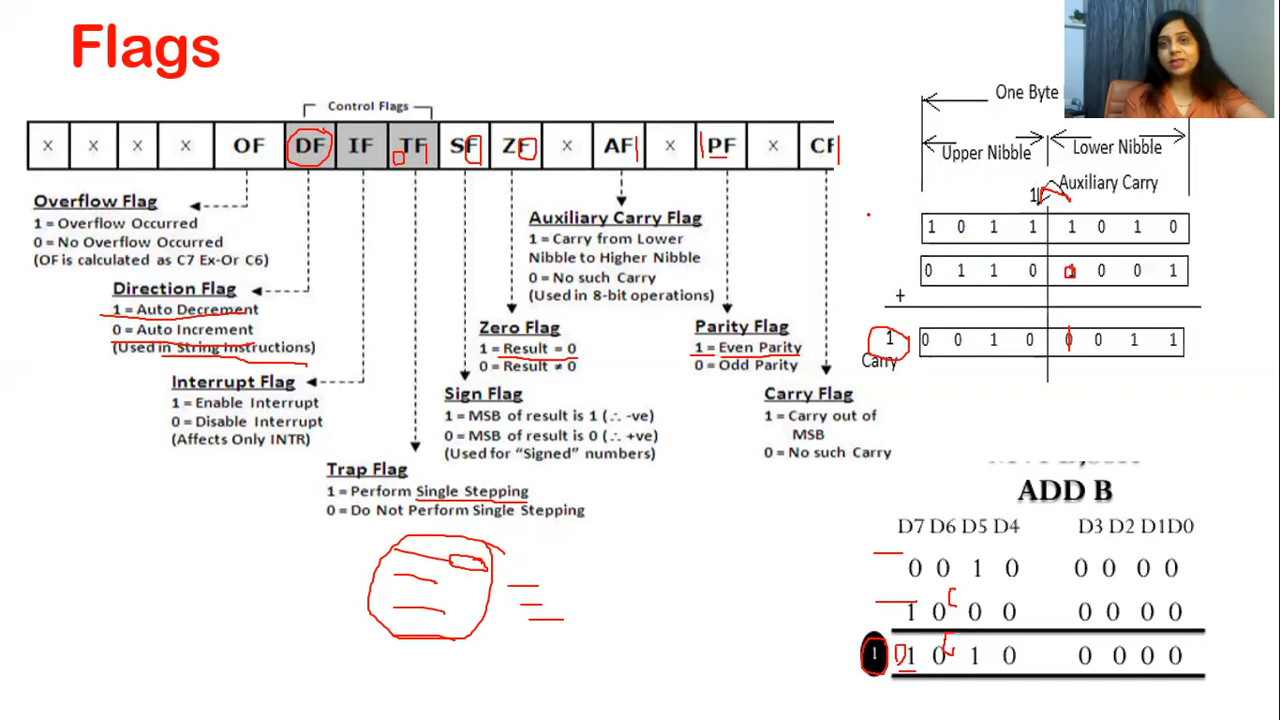 Flags
Control Flags
X X X X OF DF IF TF SF ZF X AF X PF X CF
Overflow Flag
1 = Overflow Occurred
0 = No Overflow Occurred
(OF is calculated as C7 Ex-Or C6)
Direction Flag
1 = Auto Decrement
0 = Auto Increment
(Used in String Instructions)
Interrupt Flag
1 = Enable Interrupt
0 = Disable Interrupt
(Affects Only INTR)
Trap Flag
1 = Perform Single Stepping
0 = Do Not Perform Single Stepping
Sign Flag
1 = MSB of result is 1 (∴ -ve)
0 = MSB of result is 0 (∴ +ve)
(Used for “Signed” numbers)
Zero Flag
1 = Result = 0
0 = Result ≠ 0
Auxiliary Carry Flag
1 = Carry from Lower
Nibble to Higher Nibble
0 = No such Carry
(Used in 8-bit operations)
Parity Flag
1 = Even Parity
0 = Odd Parity
Carry Flag
1 = Carry out of
MSB
0 = No such Carry
One Byte
Upper Nibble Lower Nibble
1 Auxiliary Carry
1 0 1 1 1 0 1 0
0 1 1 0 1 0 0 1
+
1 0 0 1 0 0 0 1 1
Carry
ADD B
D7 D6 D5 D4 D3 D2 D1 D0
0 0 1 0 0 0 0 0
1 0 0 0 0 0 0 0
1 1 0 1 0 0 0 0 0